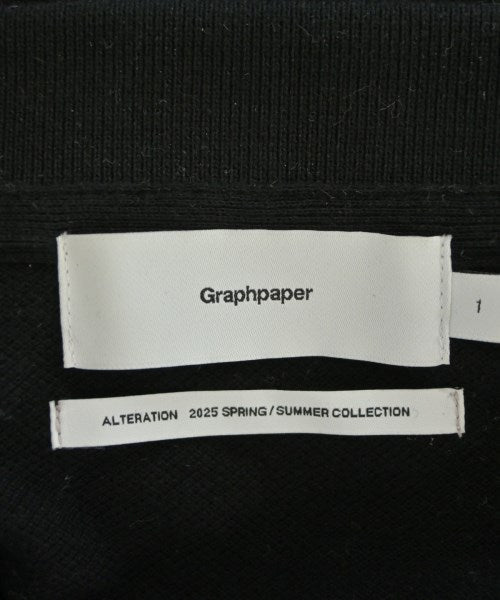 Graphpaper
1
ALTERATION 2025 SPRING / SUMMER COLLECTION